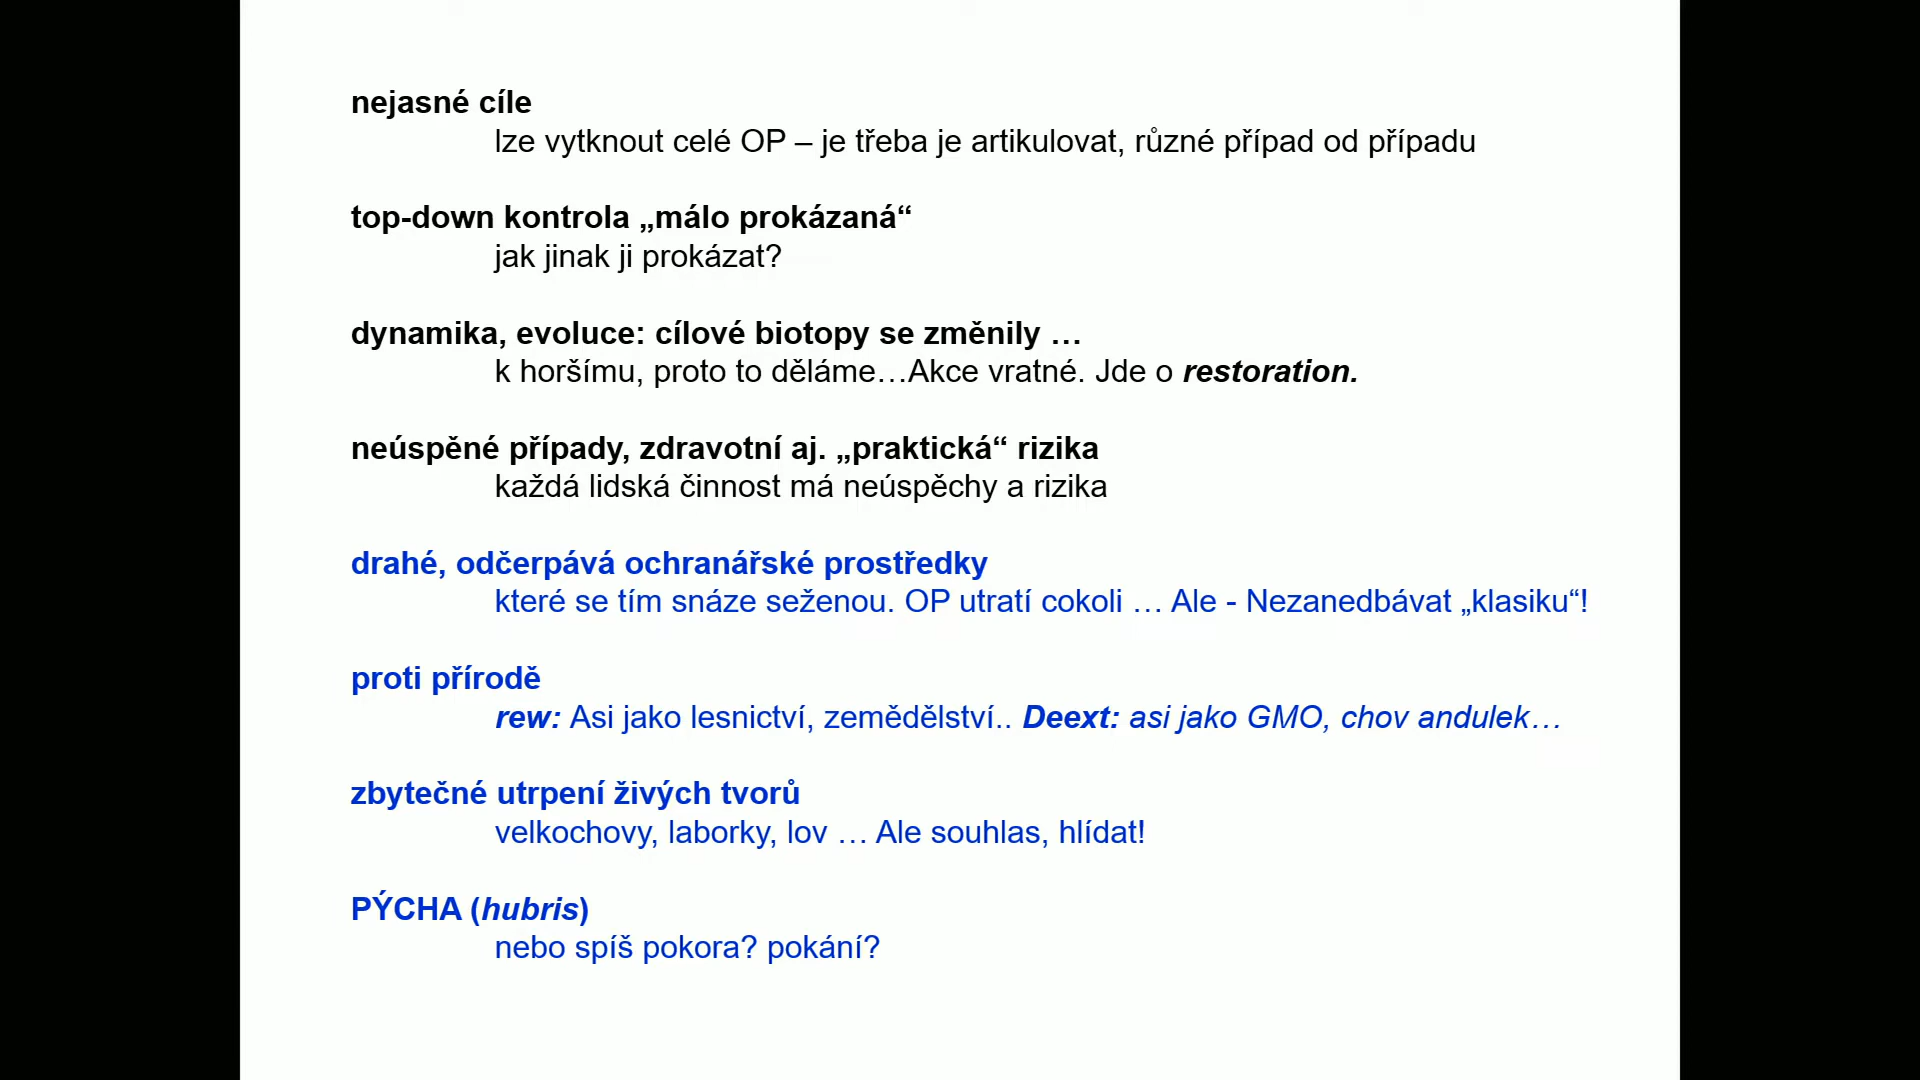 nejasné cíle
lze vytknout celé OP – je třeba je artikulovat, různé případ od případu
top-down kontrola „málo prokázaná“
jak jinak ji prokázat?
dynamika, evoluce: cílové biotopy se změnily …
k horšímu, proto to děláme…Akce vratné. Jde o restoration.
neúspěné případy, zdravotní aj. „praktická“ rizika
každá lidská činnost má neúspěchy a rizika
drahé, odčerpává ochranářské prostředky
které se tím snáze seženou. OP utratí cokoli … Ale - Nezanedbávat „klasiku“!
proti přírodě
rew: Asi jako lesnictví, zemědělství.. Deext: asi jako GMO, chov andulek…
zbytečné utrpení živých tvorů
velkochovy, laborky, lov … Ale souhlas, hlídat!
PÝCHA (hubris)
nebo spíš pokora? pokání?